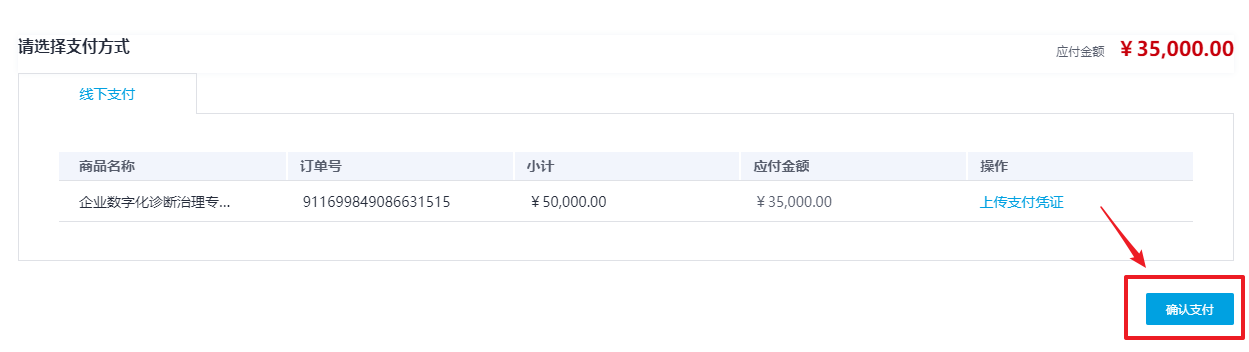 请选择支付方式
应付金额 ￥35,000.00
线下支付
商品名称 订单号 小计 应付金额 操作
企业数字化诊断治理专... 911699849086631515 ￥50,000.00 ￥35,000.00 上传支付凭证
确认支付